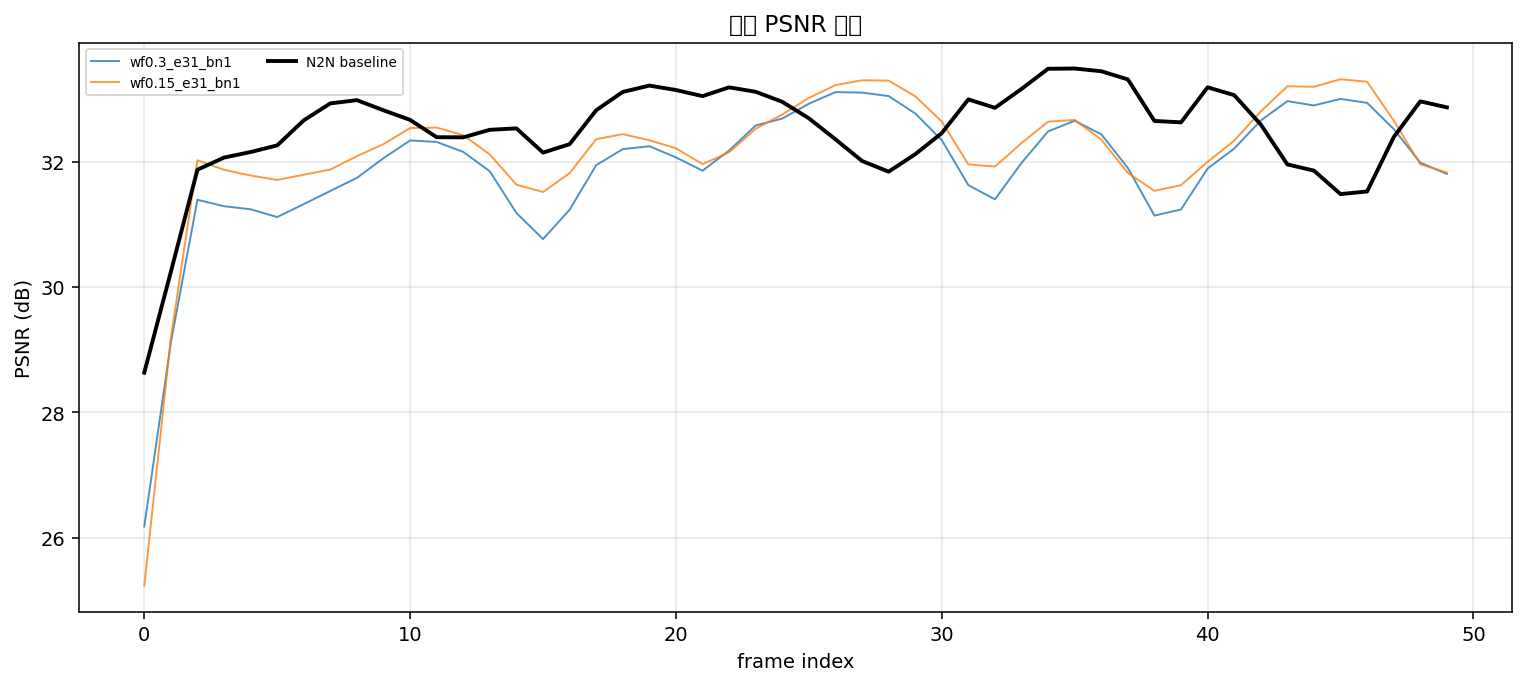 PSNR
wf0.3_e31_bn1
wf0.15_e31_bn1
N2N baseline
32
30
28
26
PSNR (dB)
0
10
20
30
40
50
frame index